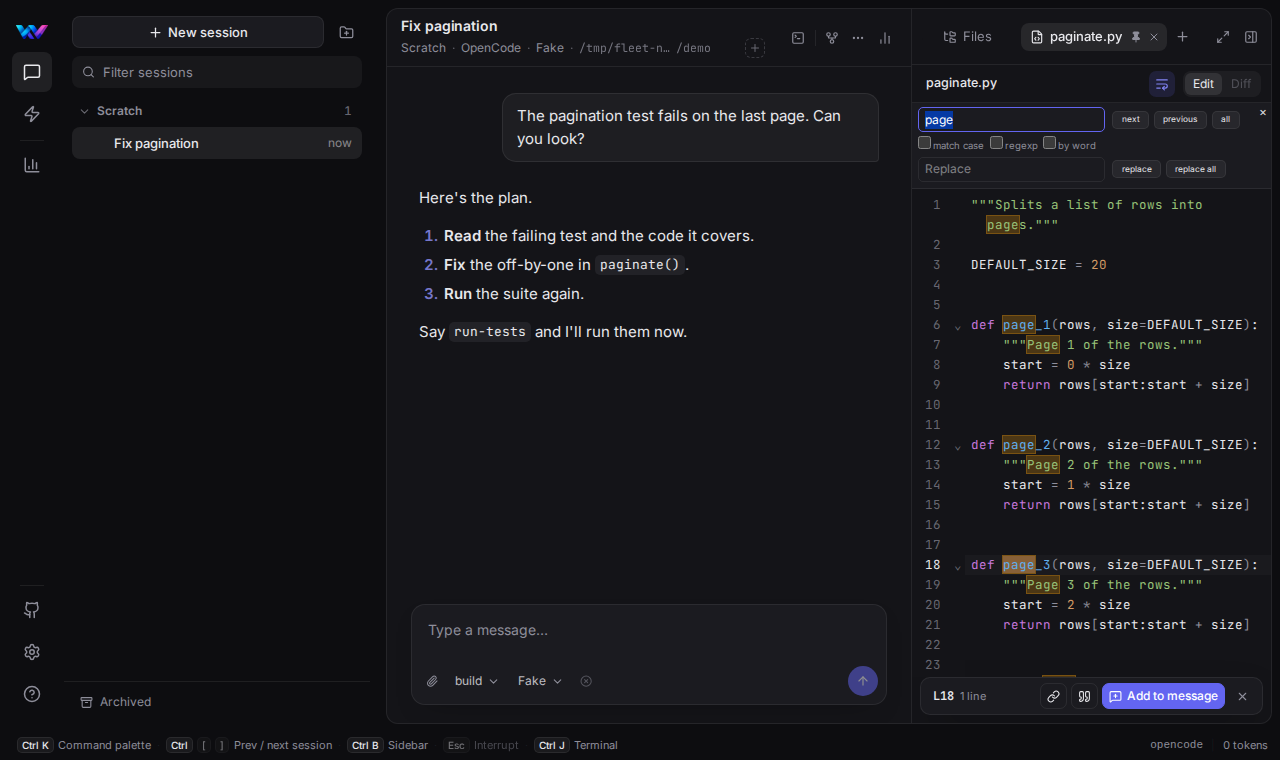 New session
Filter sessions
Scratch 1
Fix pagination now
Archived
Fix pagination
Scratch · OpenCode · Fake · /tmp/fleet-n… /demo
The pagination test fails on the last page. Can
you look?
Here's the plan.
1. Read the failing test and the code it covers.
2. Fix the off-by-one in paginate().
3. Run the suite again.
Say run-tests and I'll run them now.
Type a message...
build Fake
Files paginate.py
paginate.py Edit Diff
page next previous all ×
match case regexp by word
Replace replace replace all
1 """Splits a list of rows into
pages."""
2
3 DEFAULT_SIZE = 20
4
5
6 def page_1(rows, size=DEFAULT_SIZE):
7 """Page 1 of the rows."""
8 start = 0 * size
9 return rows[start:start + size]
10
11
12 def page_2(rows, size=DEFAULT_SIZE):
13 """Page 2 of the rows."""
14 start = 1 * size
15 return rows[start:start + size]
16
17
18 def page_3(rows, size=DEFAULT_SIZE):
19 """Page 3 of the rows."""
20 start = 2 * size
21 return rows[start:start + size]
22
23
L18 1 line Add to message
Ctrl K Command palette Ctrl [ ] Prev / next session Ctrl B Sidebar Esc Interrupt Ctrl J Terminal opencode 0 tokens